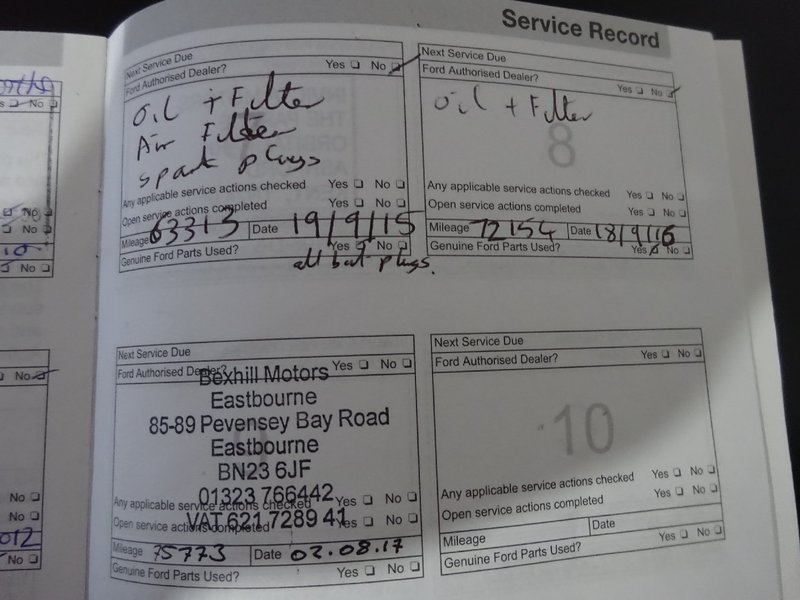 Service Record
Next Service Due
Ford Authorised Dealer? Yes No
Oil + Filter
Air Filter
Spark plugs
Any applicable service actions checked Yes No
Open service actions completed Yes No
Mileage 63313 Date 19/9/15
Genuine Ford Parts Used? Yes No
all but plugs.
Next Service Due
Ford Authorised Dealer? Yes No
Oil + Filter
8
Any applicable service actions checked Yes No
Open service actions completed Yes No
Mileage 72154 Date 18/9/16
Genuine Ford Parts Used? Yes No
Next Service Due
Ford Authorised Dealer? Yes No
Bexhill Motors
Eastbourne
85-89 Pevensey Bay Road
Eastbourne
BN23 6JF
01323 766442
Any applicable service actions checked Yes No
VAT 621 7289 41
Open service actions completed Yes No
Mileage 75773 Date 02.08.17
Genuine Ford Parts Used? Yes No
Next Service Due
Ford Authorised Dealer? Yes No
10
Any applicable service actions checked Yes No
Open service actions completed Yes No
Mileage Date
Genuine Ford Parts Used? Yes No
No
No
No
No
No